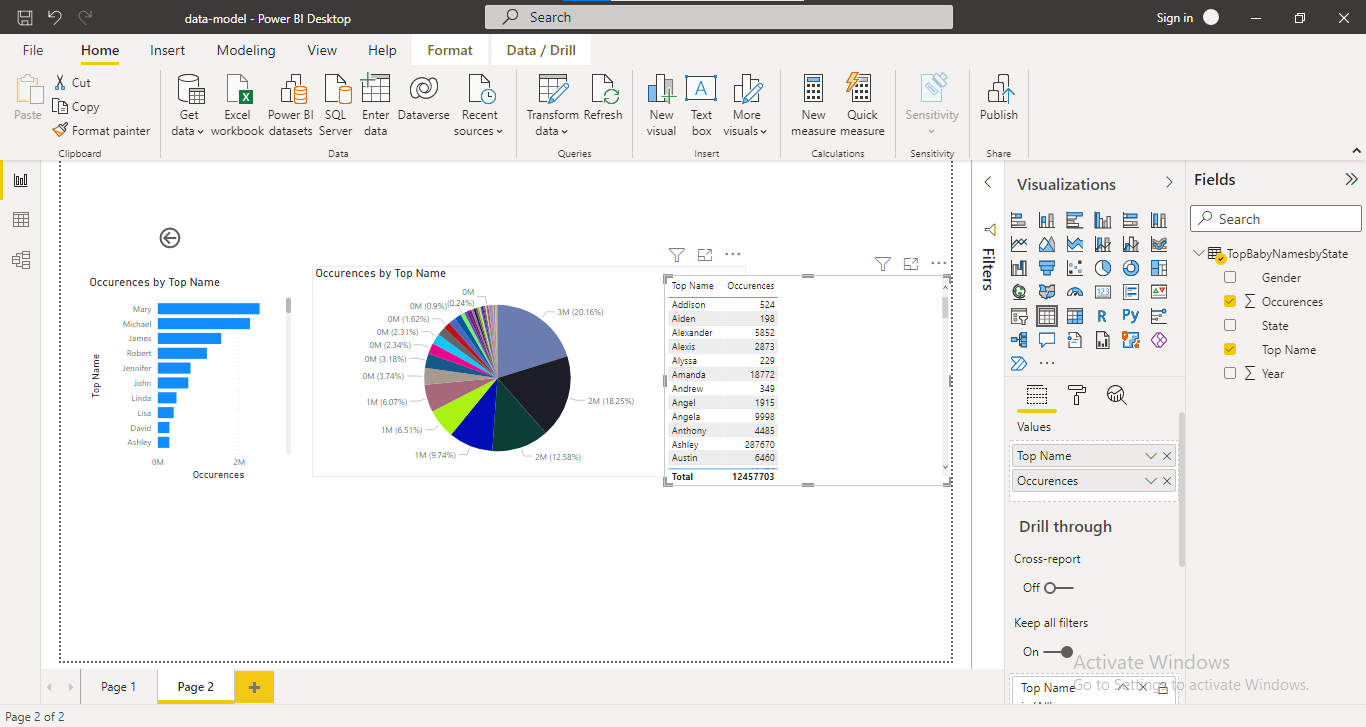 data-model - Power BI Desktop
Search
Sign in
File Home Insert Modeling View Help Format Data / Drill
Paste
Cut
Copy
Format painter
Clipboard
Get data
Excel workbook
Power BI datasets
SQL Server
Enter data
Dataverse
Recent sources
Data
Transform data
Refresh
Queries
New visual
Text box
More visuals
Insert
New measure
Quick measure
Calculations
Sensitivity
Sensitivity
Publish
Share
Occurences by Top Name
Top Name
Mary
Michael
James
Robert
Jennifer
John
Linda
Lisa
David
Ashley
0M 2M
Occurences
Occurences by Top Name
3M (20.16%)
2M (18.25%)
2M (12.58%)
1M (9.74%)
1M (6.51%)
1M (6.07%)
0M (3.74%)
0M (3.18%)
0M (2.34%)
0M (2.31%)
0M (1.62%)
0M (0.9%)
0M
(0.24%)
Top Name Occurences
Addison 524
Aiden 198
Alexander 5852
Alexis 2873
Alyssa 229
Amanda 18772
Andrew 349
Angel 1915
Angela 9998
Anthony 4485
Ashley 287670
Austin 6460
Total 12457703
Filters
Visualizations
123
R
Py
Values
Top Name
Occurences
Drill through
Cross-report
Off
Keep all filters
On
Top Name
is (All)
Fields
Search
TopBabyNamesbyState
Gender
Occurences
State
Top Name
Year
Activate Windows
Go to Settings to activate Windows.
Page 1
Page 2
Page 2 of 2